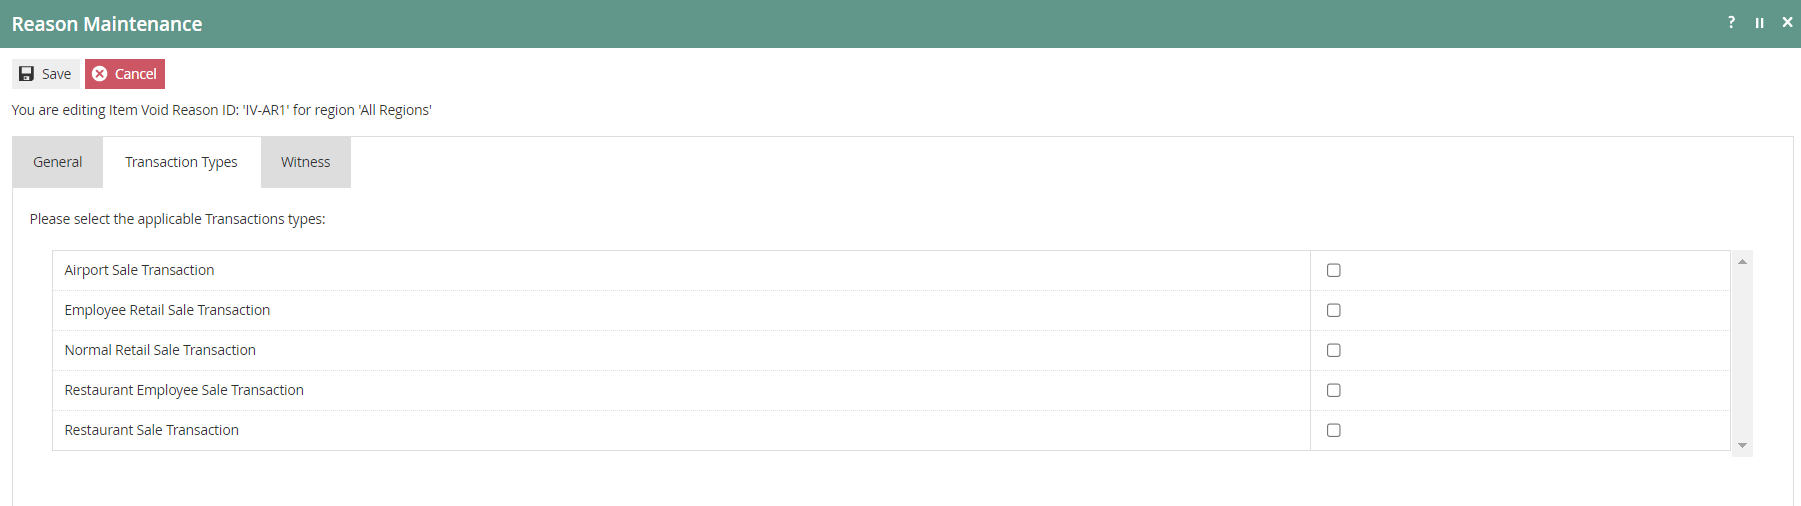 Reason Maintenance
?
Save Cancel
You are editing Item Void Reason ID: 'IV-AR1' for region 'All Regions'
General Transaction Types Witness
Please select the applicable Transactions types:
Airport Sale Transaction
Employee Retail Sale Transaction
Normal Retail Sale Transaction
Restaurant Employee Sale Transaction
Restaurant Sale Transaction